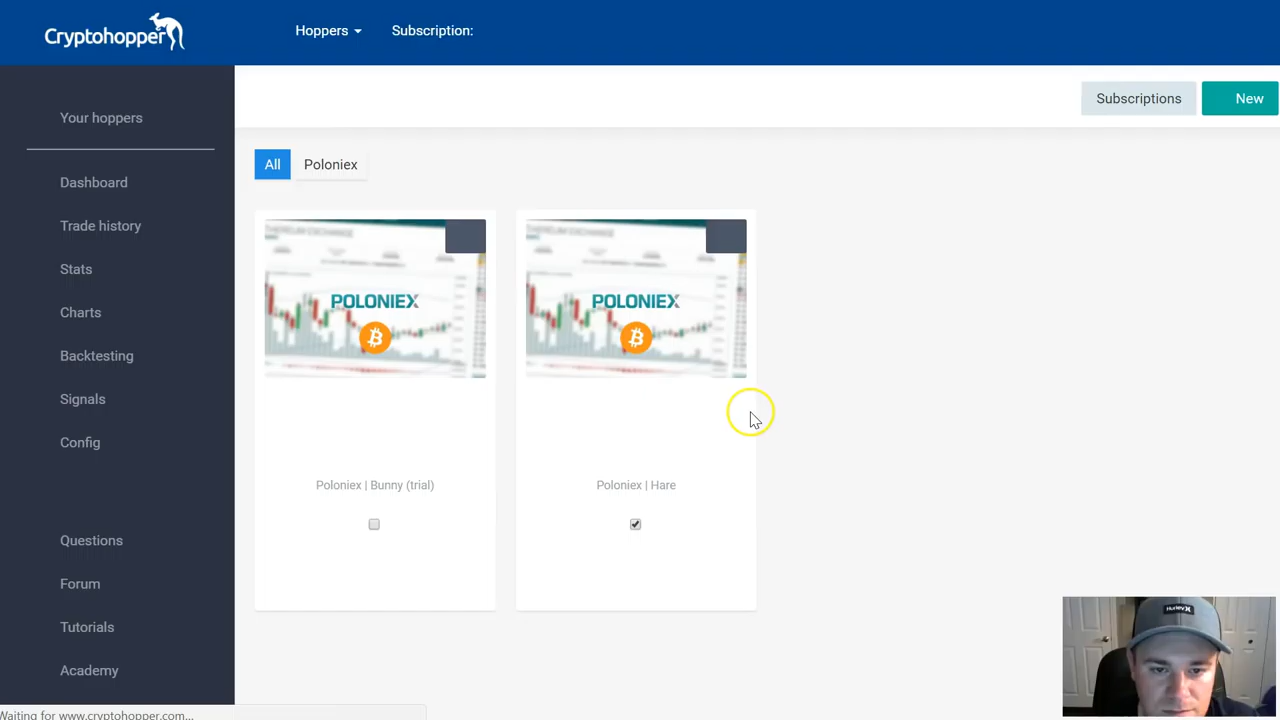 Cryptohopper
Hoppers
Subscription:
Your hoppers
Dashboard
Trade history
Stats
Charts
Backtesting
Signals
Config
Questions
Forum
Tutorials
Academy
Subscriptions
New
All
Poloniex
POLONIEX
Poloniex | Bunny (trial)
POLONIEX
Poloniex | Hare
Waiting for www.cryptohopper.com...